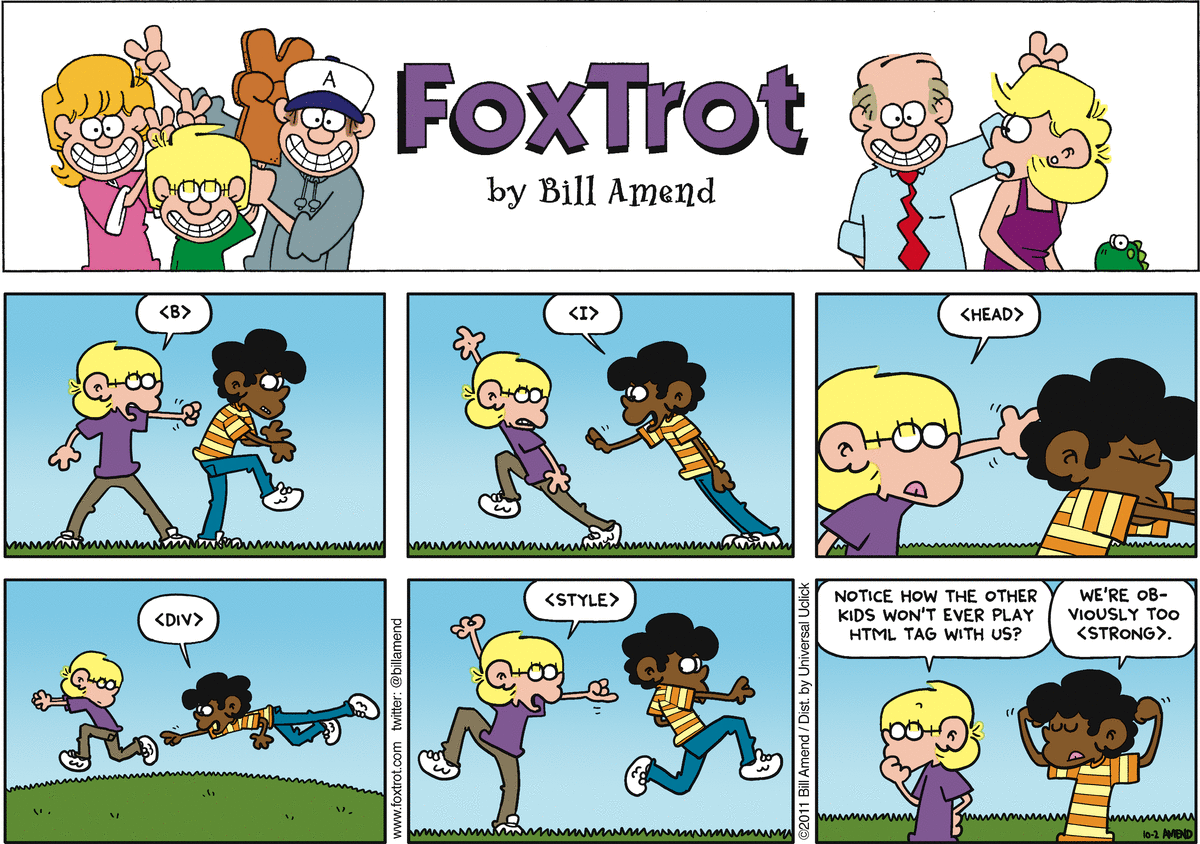 A
FOXTROT
by Bill Amend
<B>
<I>
<HEAD>
<DIV>
<STYLE>
NOTICE HOW THE OTHER
KIDS WON'T EVER PLAY
HTML TAG WITH US?
WE'RE OB-
VIOUSLY TOO
<STRONG>.
www.foxtrot.com twitter: @billamend
©2011 Bill Amend / Dist. by Universal Uclick
10-2 AMEND